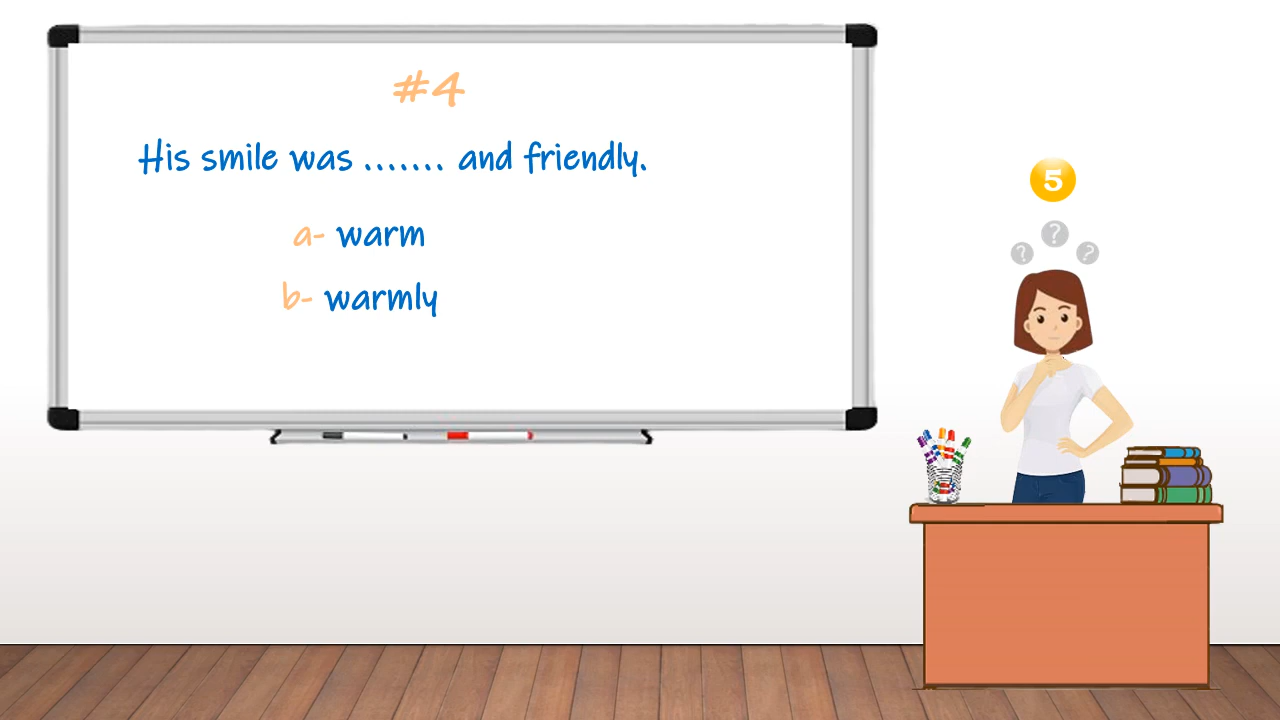 #4
His smile was ....... and friendly.
a- warm
b- warmly
5
? ? ?